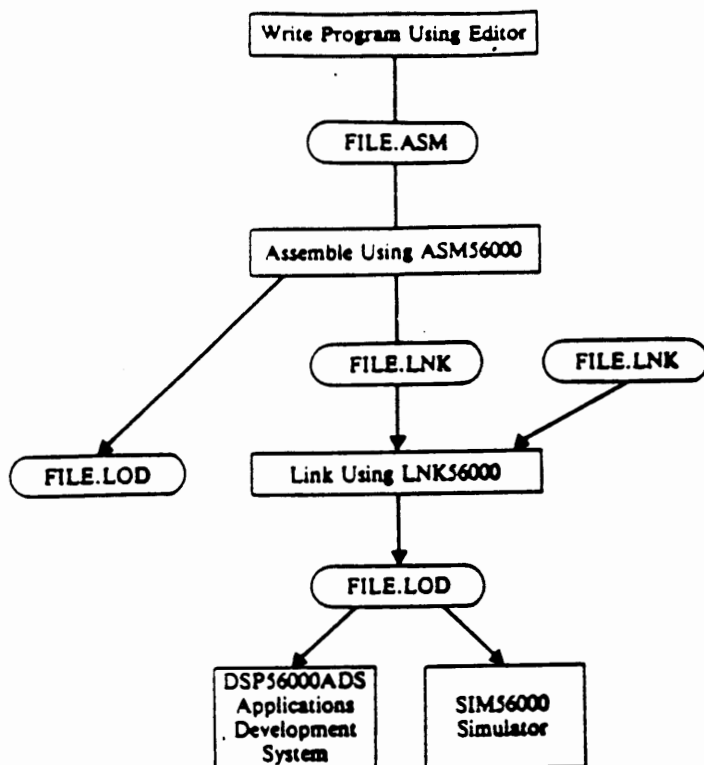 Write Program Using Editor
FILE.ASM
Assemble Using ASM56000
FILE.LNK
FILE.LNK
FILE.LOD
Link Using LNK56000
FILE.LOD
DSP56000ADS
Applications
Development
System
SIM56000
Simulator